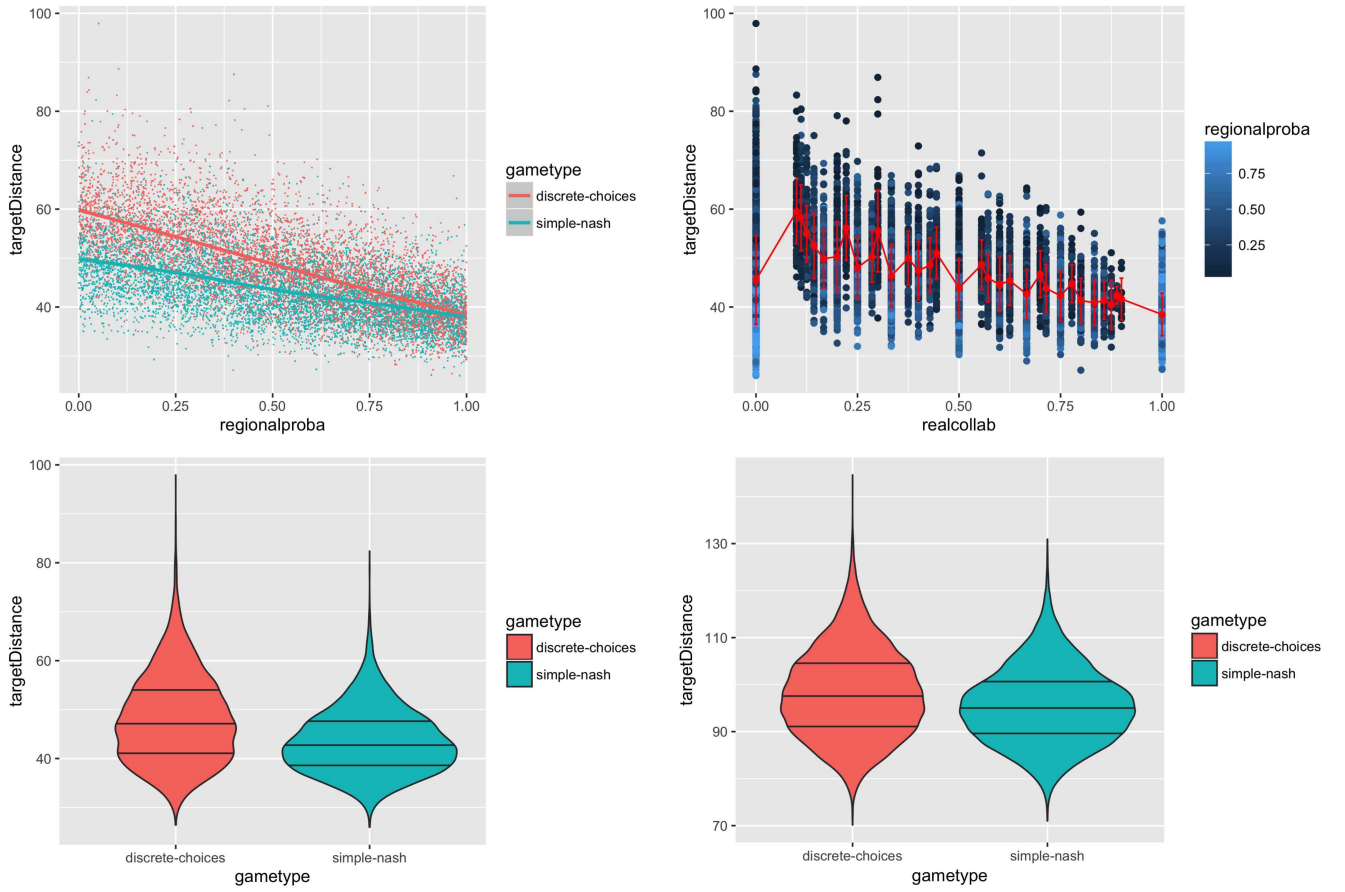 100
80
60
40
targetDistance
0.00
0.25
0.50
0.75
1.00
regionalproba
gametype
discrete-choices
simple-nash
100
80
60
40
targetDistance
0.00
0.25
0.50
0.75
1.00
realcollab
regionalproba
0.75
0.50
0.25
100
80
60
40
targetDistance
discrete-choices
simple-nash
gametype
gametype
discrete-choices
simple-nash
130
110
90
70
targetDistance
discrete-choices
simple-nash
gametype
gametype
discrete-choices
simple-nash